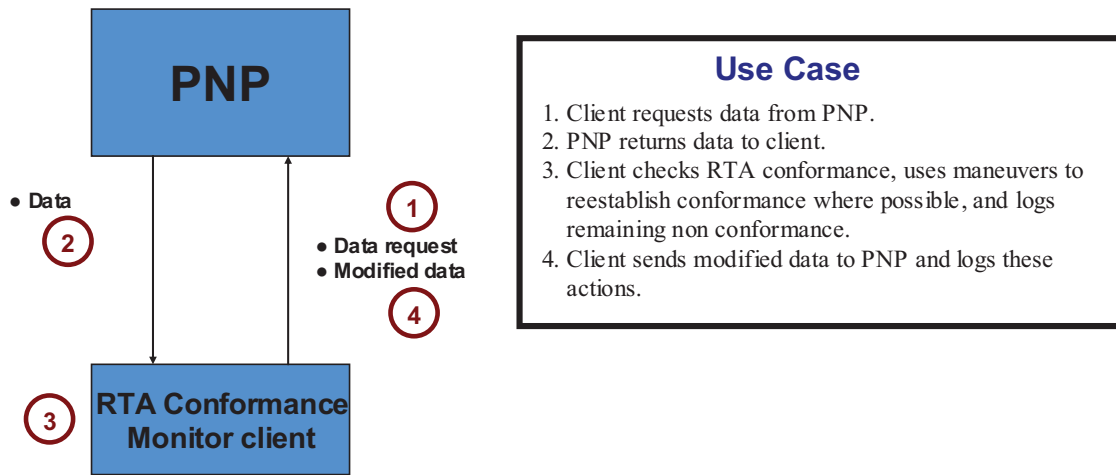 PNP
● Data
2
1
● Data request
● Modified data
4
3
RTA Conformance
Monitor client
Use Case
1. Client requests data from PNP.
2. PNP returns data to client.
3. Client checks RTA conformance, uses maneuvers to
reestablish conformance where possible, and logs
remaining non conformance.
4. Client sends modified data to PNP and logs these
actions.